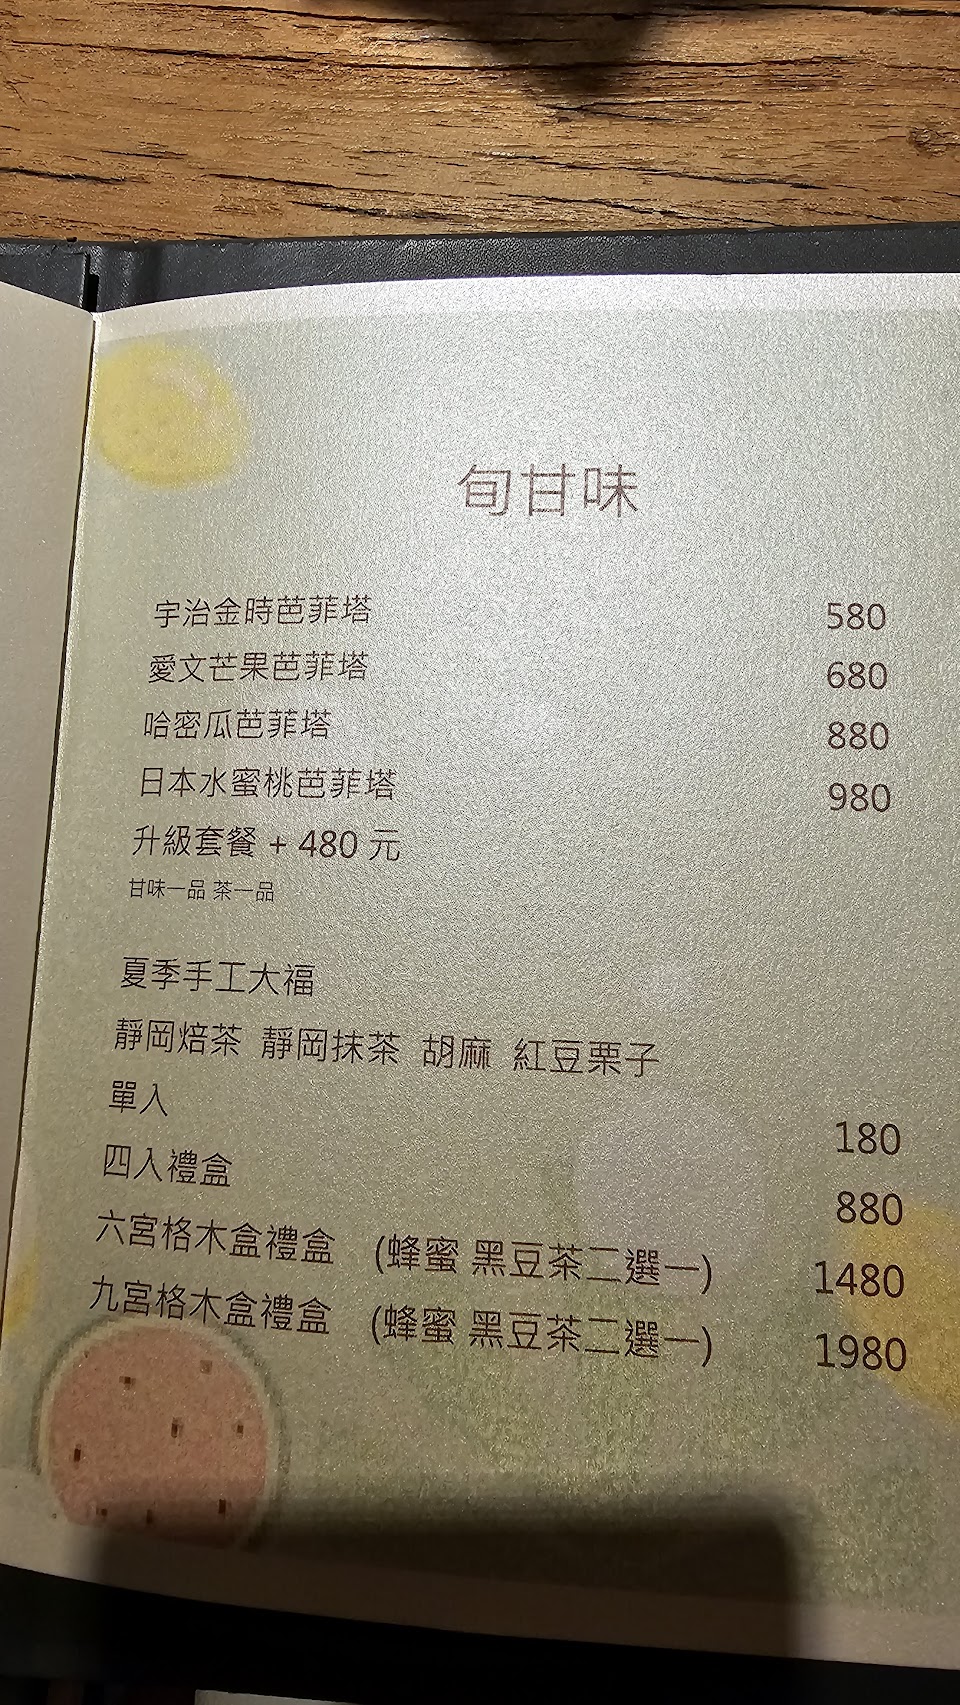 旬甘味
宇治金時芭菲塔 580
愛文芒果芭菲塔 680
哈密瓜芭菲塔 880
日本水蜜桃芭菲塔 980
升級套餐 + 480 元
甘味一品 茶一品
夏季手工大福
靜岡焙茶 靜岡抹茶 胡麻 紅豆栗子
單入 180
四入禮盒 880
六宮格木盒禮盒 (蜂蜜 黑豆茶二選一) 1480
九宮格木盒禮盒 (蜂蜜 黑豆茶二選一) 1980